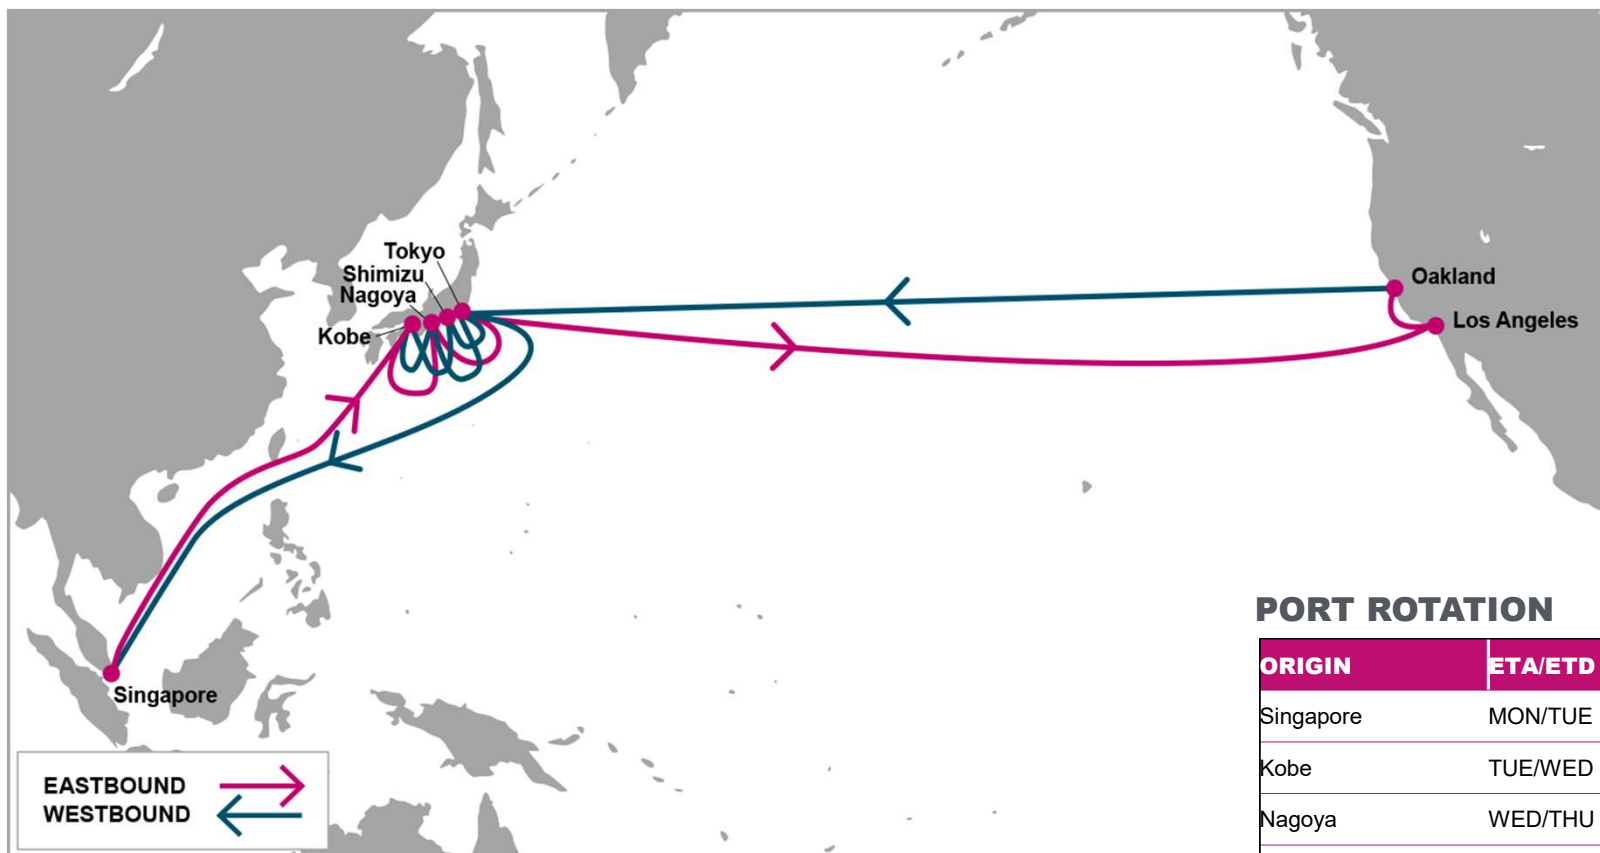 Tokyo
Shimizu
Nagoya
Kobe
Oakland
Los Angeles
Singapore
EASTBOUND
WESTBOUND
PORT ROTATION
ORIGIN ETA/ETD
Singapore MON/TUE
Kobe TUE/WED
Nagoya WED/THU